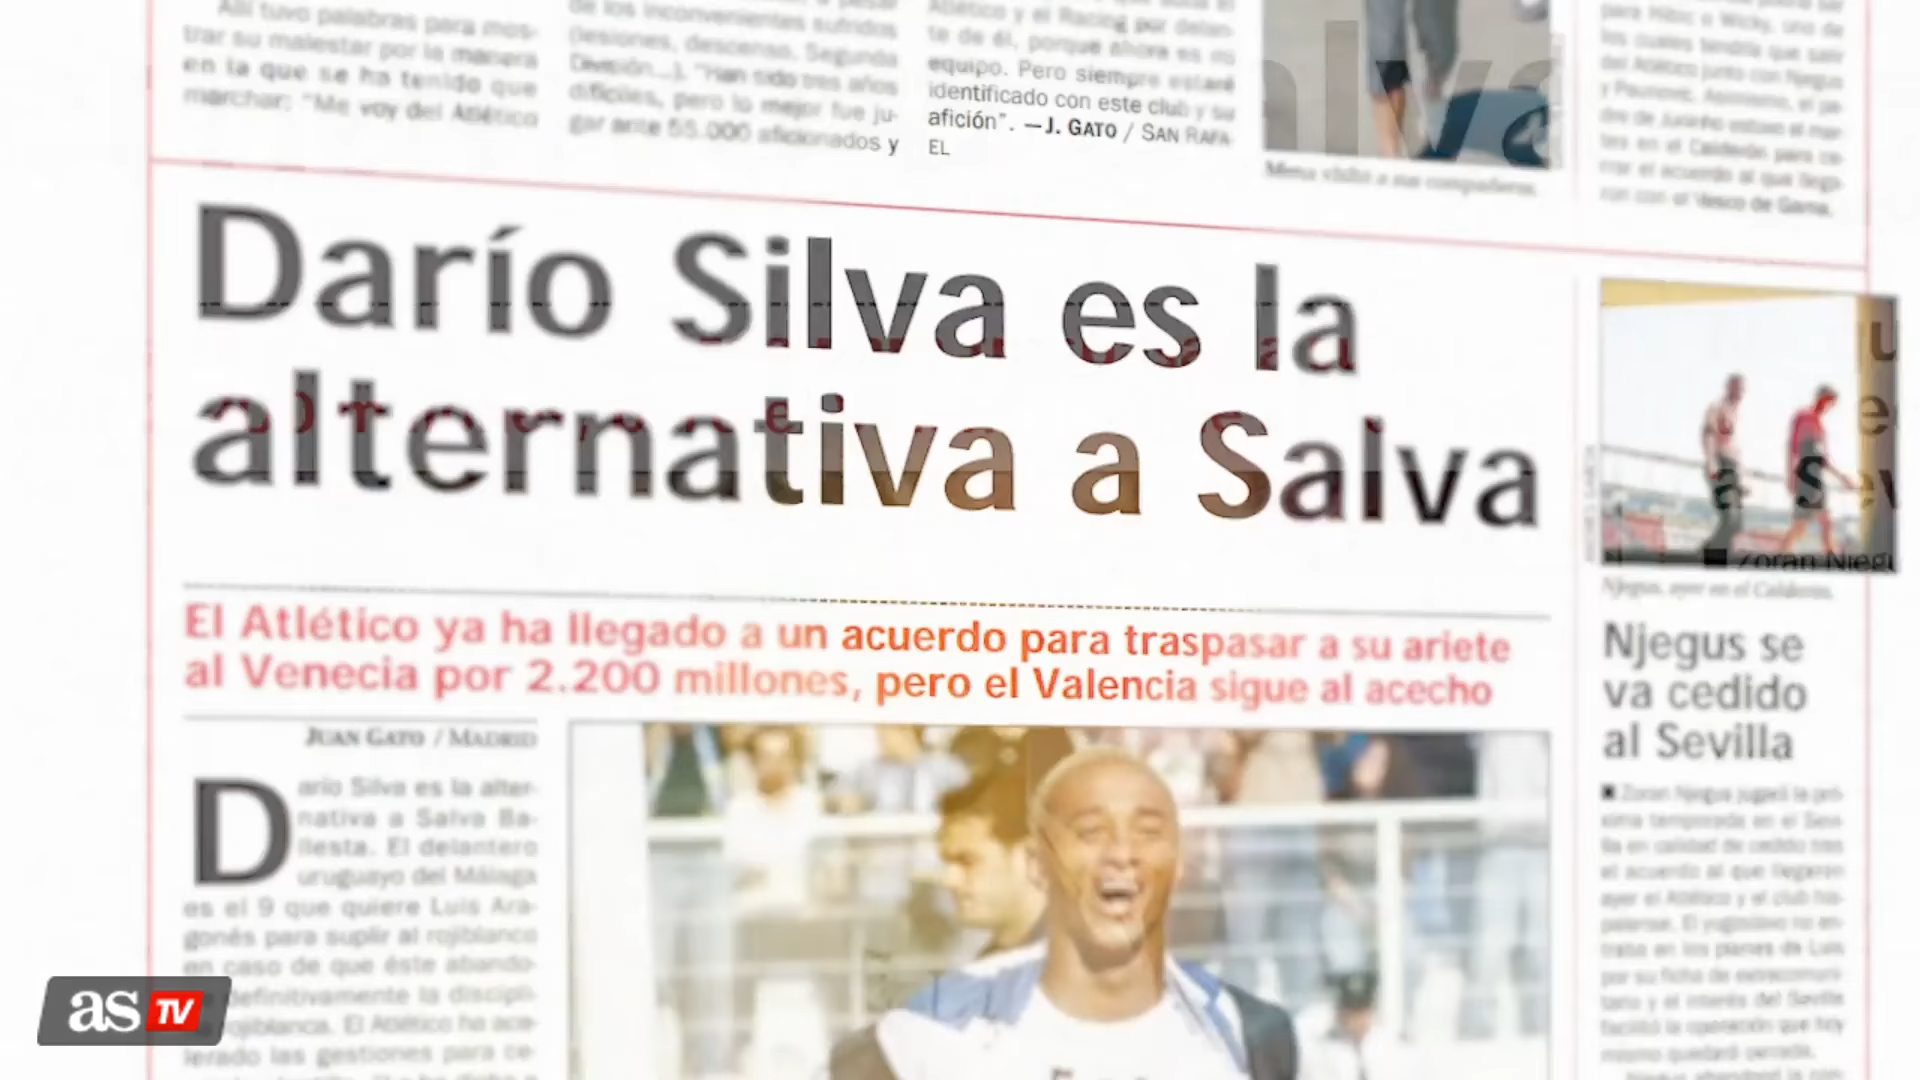 Allí tuvo palabras para mos-
trar su malestar por la manera
en la que se ha tenido que
marchar: "Me voy del Atlético
de los inconvenientes sufridos
(lesiones, descenso, Segunda
División...). "Han sido tres años
difíciles, pero lo mejor fue ju-
gar ante 55.000 aficionados y
Atlético y el Racing por delan-
te de él, porque ahora es mi
equipo. Pero siempre estaré
identificado con este club y su
afición". —J. GATO / SAN RAFA
EL
Mena visitó a sus compañeros.
para Hibic o Wicky, uno de
los cuales tendría que salir
del Atlético junto con Njegus
y Paunovic. Asimismo, el pa-
dre de Juninho estuvo
en el Calderón para ce-
rrar el acuerdo al que llega-
ron con el Vasco de Gama.
Darío Silva es la
alternativa a Salva
El Atlético ya ha llegado a un acuerdo para traspasar a su ariete
al Venecia por 2.200 millones, pero el Valencia sigue al acecho
JUAN GATO / MADRID
Darío Silva es la alter-
nativa a Salva Ba-
llesta. El delantero
uruguayo del Málaga
es el 9 que quiere Luis Ara-
gonés para suplir al rojiblanco
en caso de que éste abando-
definitivamente la discipli-
rojiblanca. El Atlético ha ace-
lerado las gestiones para ce-
Zoran Njeg
Njegus, ayer en el Calderón.
Njegus se
va cedido
al Sevilla
Zoran Njegus jugará la pró-
xima temporada en el Sevi-
lla en calidad de cedido tras
el acuerdo al que llegaron
ayer el Atlético y el club his-
palense. El yugoslavo no en-
traba en los planes de Luis
por su ficha de extracomuni-
tario y el interés del Sevilla
facilitó la operación que hoy
mismo quedará cerrada.
as TV